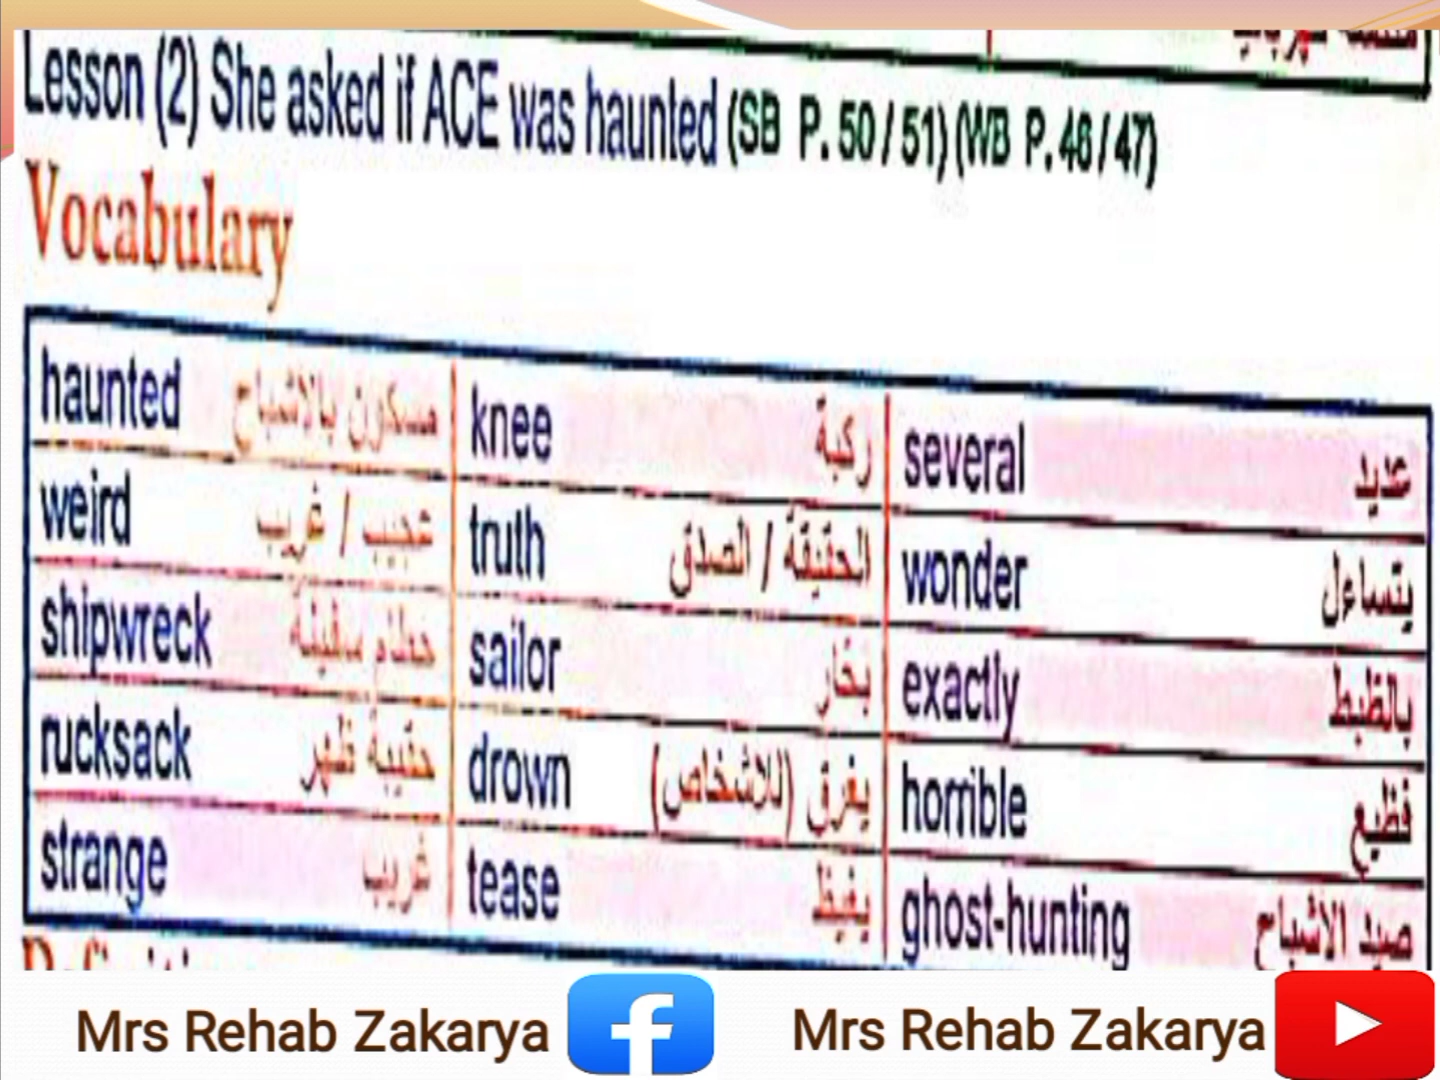 Lesson (2) She asked if ACE was haunted (SB P. 50 / 51) (WB P. 46 / 47)
Vocabulary
haunted مسكون بالأشباح knee ركبة several عديد
weird عجيب / غريب truth الحقيقة / الصدق wonder يتساءل
shipwreck حطام سفينة sailor بحّار exactly بالظبط
rucksack حقيبة ظهر drown يغرق (للأشخاص) horrible فظيع
strange غريب tease يغيظ ghost-hunting صيد الأشباح
Mrs Rehab Zakarya f Mrs Rehab Zakarya